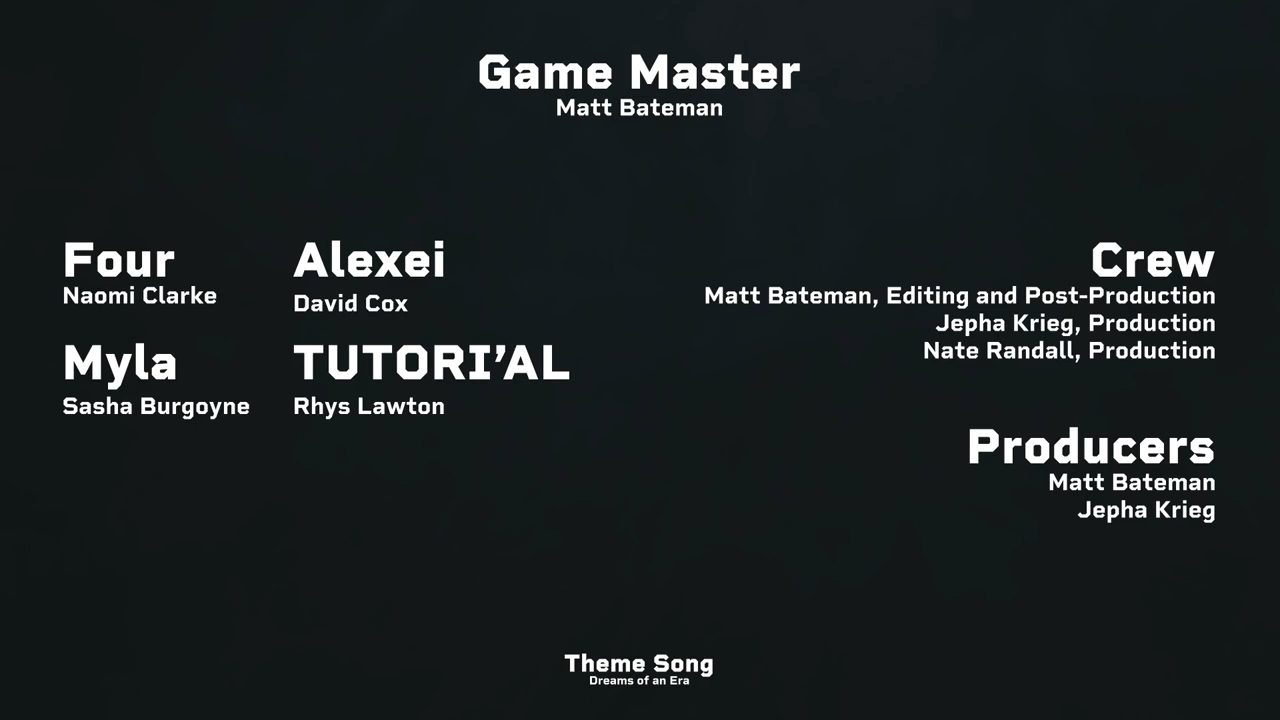 Game Master
Matt Bateman
Four
Naomi Clarke
Alexei
David Cox
Myla
Sasha Burgoyne
TUTORI’AL
Rhys Lawton
Crew
Matt Bateman, Editing and Post-Production
Jepha Krieg, Production
Nate Randall, Production
Producers
Matt Bateman
Jepha Krieg
Theme Song
Dreams of an Era